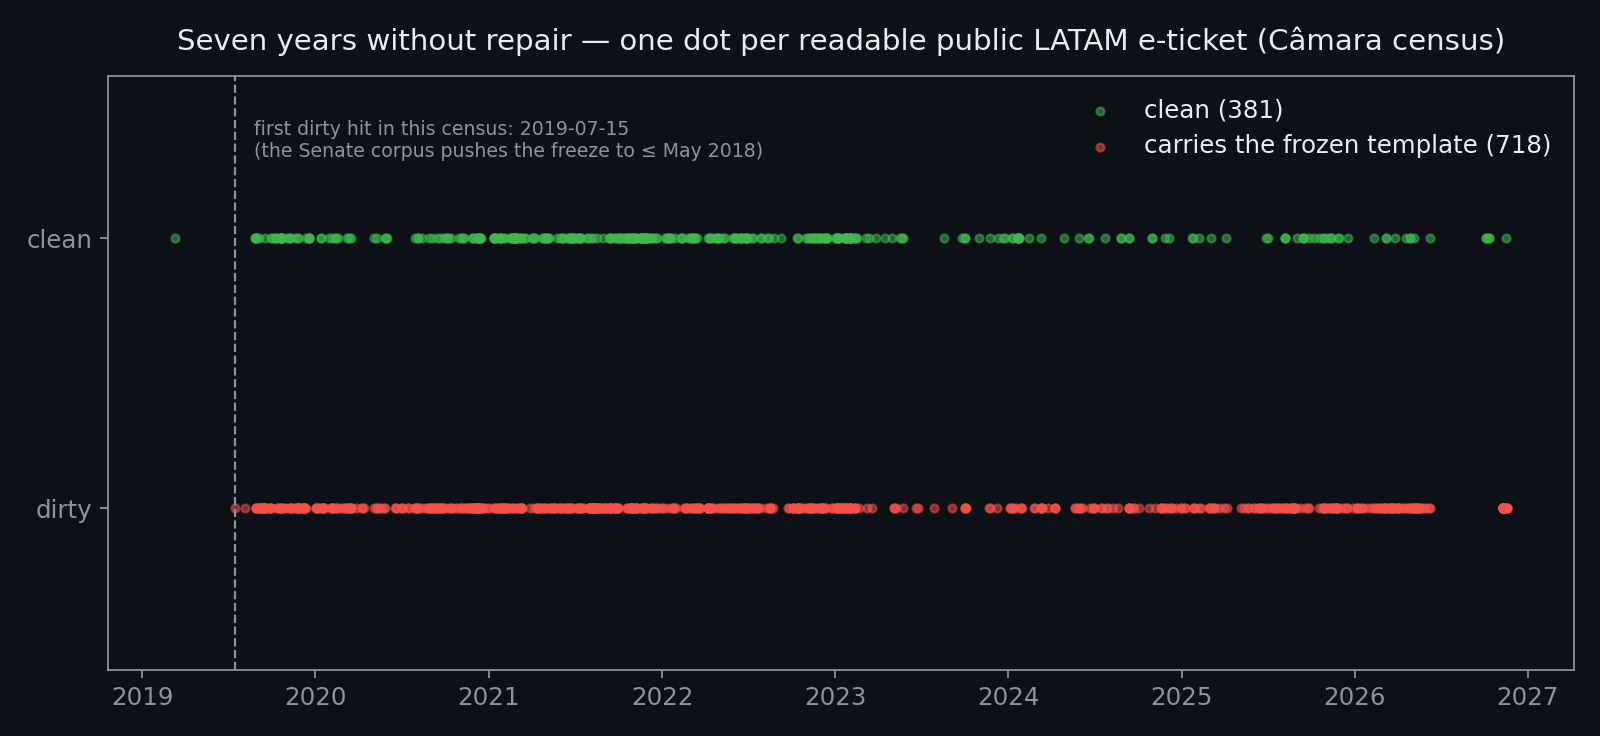 Seven years without repair — one dot per readable public LATAM e-ticket (Câmara census)
first dirty hit in this census: 2019-07-15
(the Senate corpus pushes the freeze to ≤ May 2018)
clean (381)
carries the frozen template (718)
clean
dirty
2019 2020 2021 2022 2023 2024 2025 2026 2027